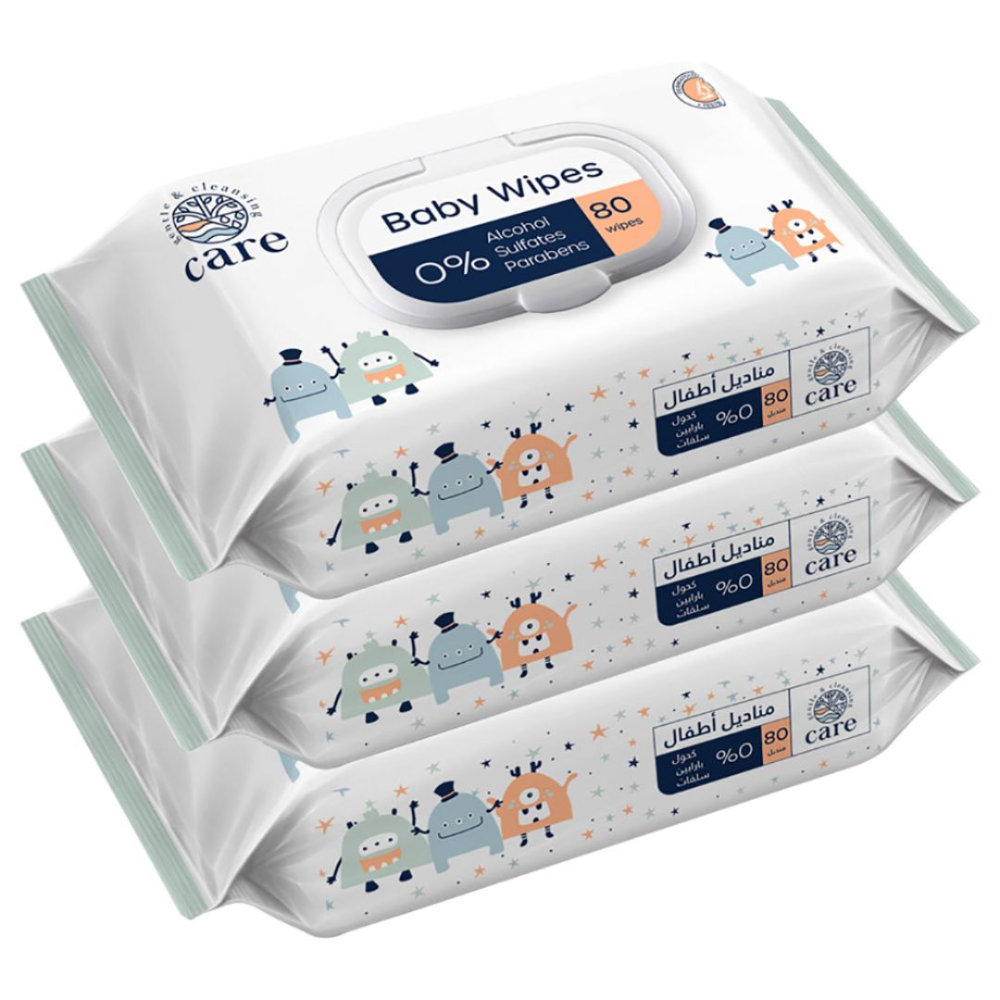 gentle & cleansing
care
Baby Wipes
0%
Alcohol
Sulfates
Parabens
80
wipes
مناديل أطفال
كحول
بارابين
سلفات
%0
80
منديل
gentle & cleansing
care
مناديل أطفال
كحول
بارابين
سلفات
%0
80
منديل
gentle & cleansing
care
مناديل أطفال
كحول
بارابين
سلفات
%0
80
منديل
gentle & cleansing
care